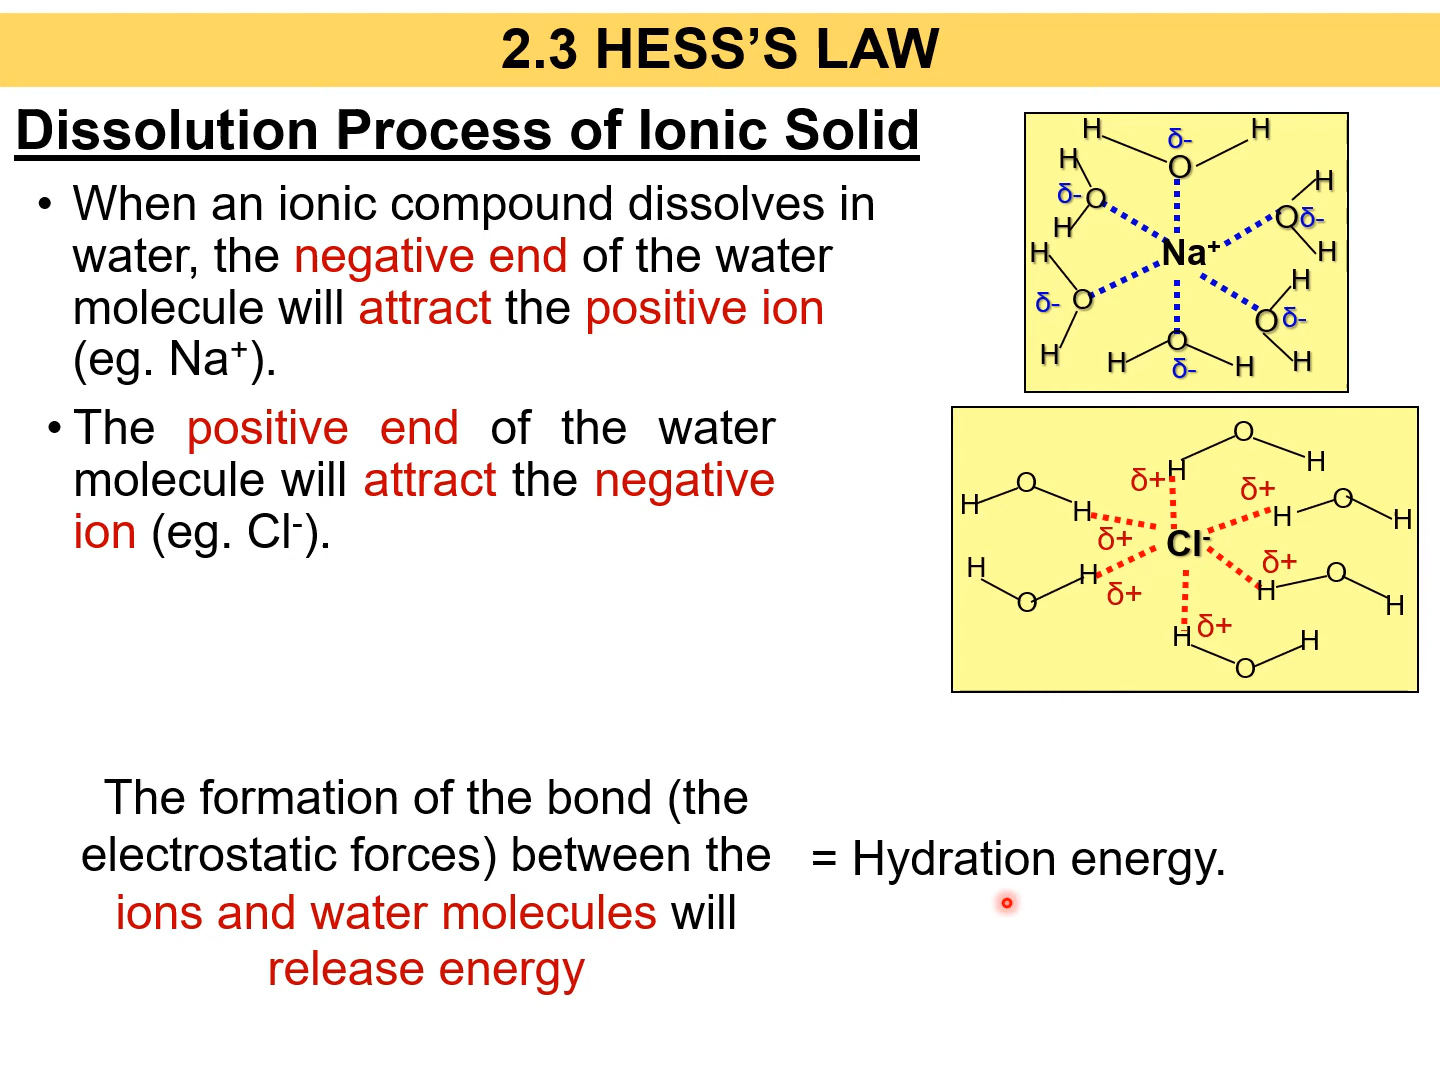 2.3 HESS’S LAW
Dissolution Process of Ionic Solid
• When an ionic compound dissolves in
water, the negative end of the water
molecule will attract the positive ion
(eg. Na⁺).
• The positive end of the water
molecule will attract the negative
ion (eg. Cl⁻).
H δ- H
H O
δ- O H
H O δ-
H Na⁺ H
H
δ- O O δ-
H H O H H
δ-
O
H H
δ+ δ+
O O
H H H H
δ+ Cl⁻
H H δ+ O
O δ+ H H
H δ+ H
O
The formation of the bond (the
electrostatic forces) between the
ions and water molecules will
release energy
= Hydration energy.